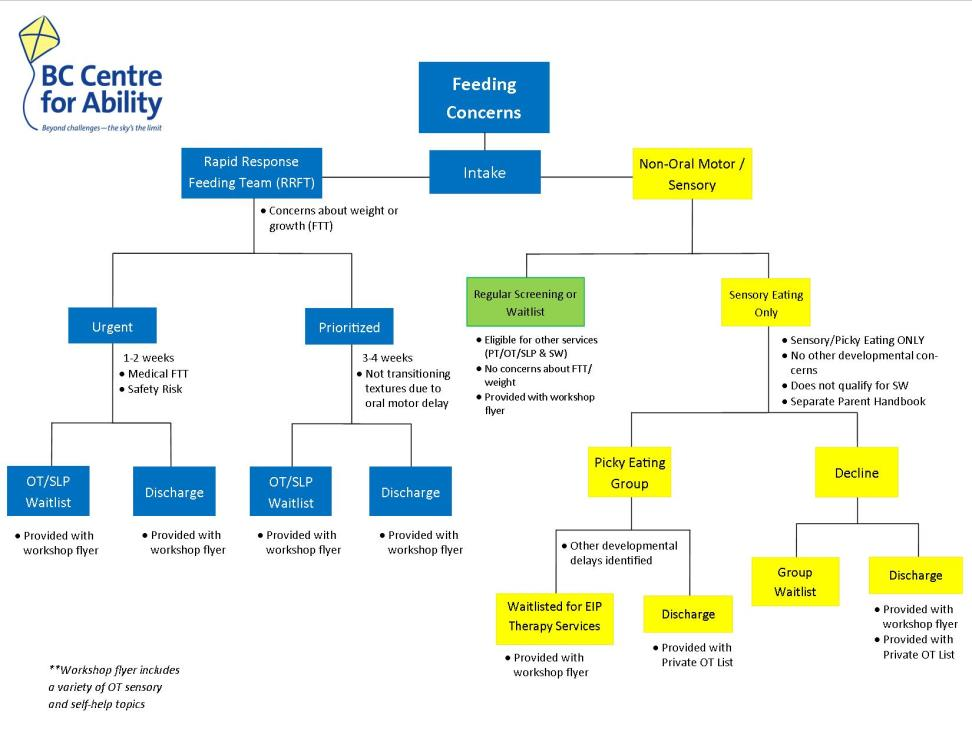 BC Centre
for Ability
Beyond challenges—the sky's the limit
Feeding
Concerns
Rapid Response
Feeding Team (RRFT)
Intake
Non-Oral Motor /
Sensory
● Concerns about weight or
growth (FTT)
Urgent
Prioritized
Regular Screening or
Waitlist
Sensory Eating
Only
1-2 weeks
● Medical FTT
● Safety Risk
3-4 weeks
● Not transitioning
textures due to
oral motor delay
● Eligible for other services
(PT/OT/SLP & SW)
● No concerns about FTT/
weight
● Provided with workshop
flyer
● Sensory/Picky Eating ONLY
● No other developmental con-
cerns
● Does not qualify for SW
● Separate Parent Handbook
OT/SLP
Waitlist
Discharge
OT/SLP
Waitlist
Discharge
Picky Eating
Group
Decline
● Provided with
workshop flyer
● Provided with
workshop flyer
● Provided with
workshop flyer
● Provided with
workshop flyer
● Other developmental
delays identified
Group
Waitlist
Discharge
Waitlisted for EIP
Therapy Services
Discharge
● Provided with
workshop flyer
● Provided with
Private OT List
● Provided with
workshop flyer
● Provided with
Private OT List
**Workshop flyer includes
a variety of OT sensory
and self-help topics